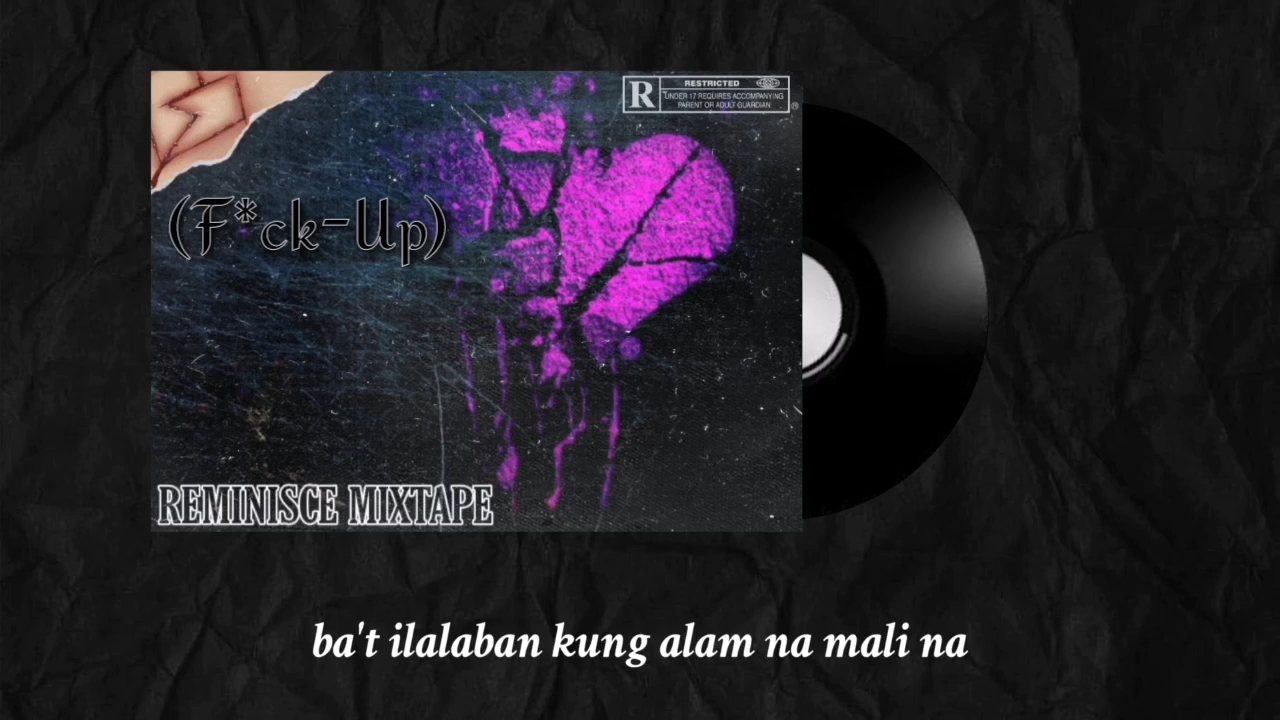 R RESTRICTED
UNDER 17 REQUIRES ACCOMPANYING
PARENT OR ADULT GUARDIAN
®
(F*ck-Up)
REMINISCE MIXTAPE
ba't ilalaban kung alam na mali na